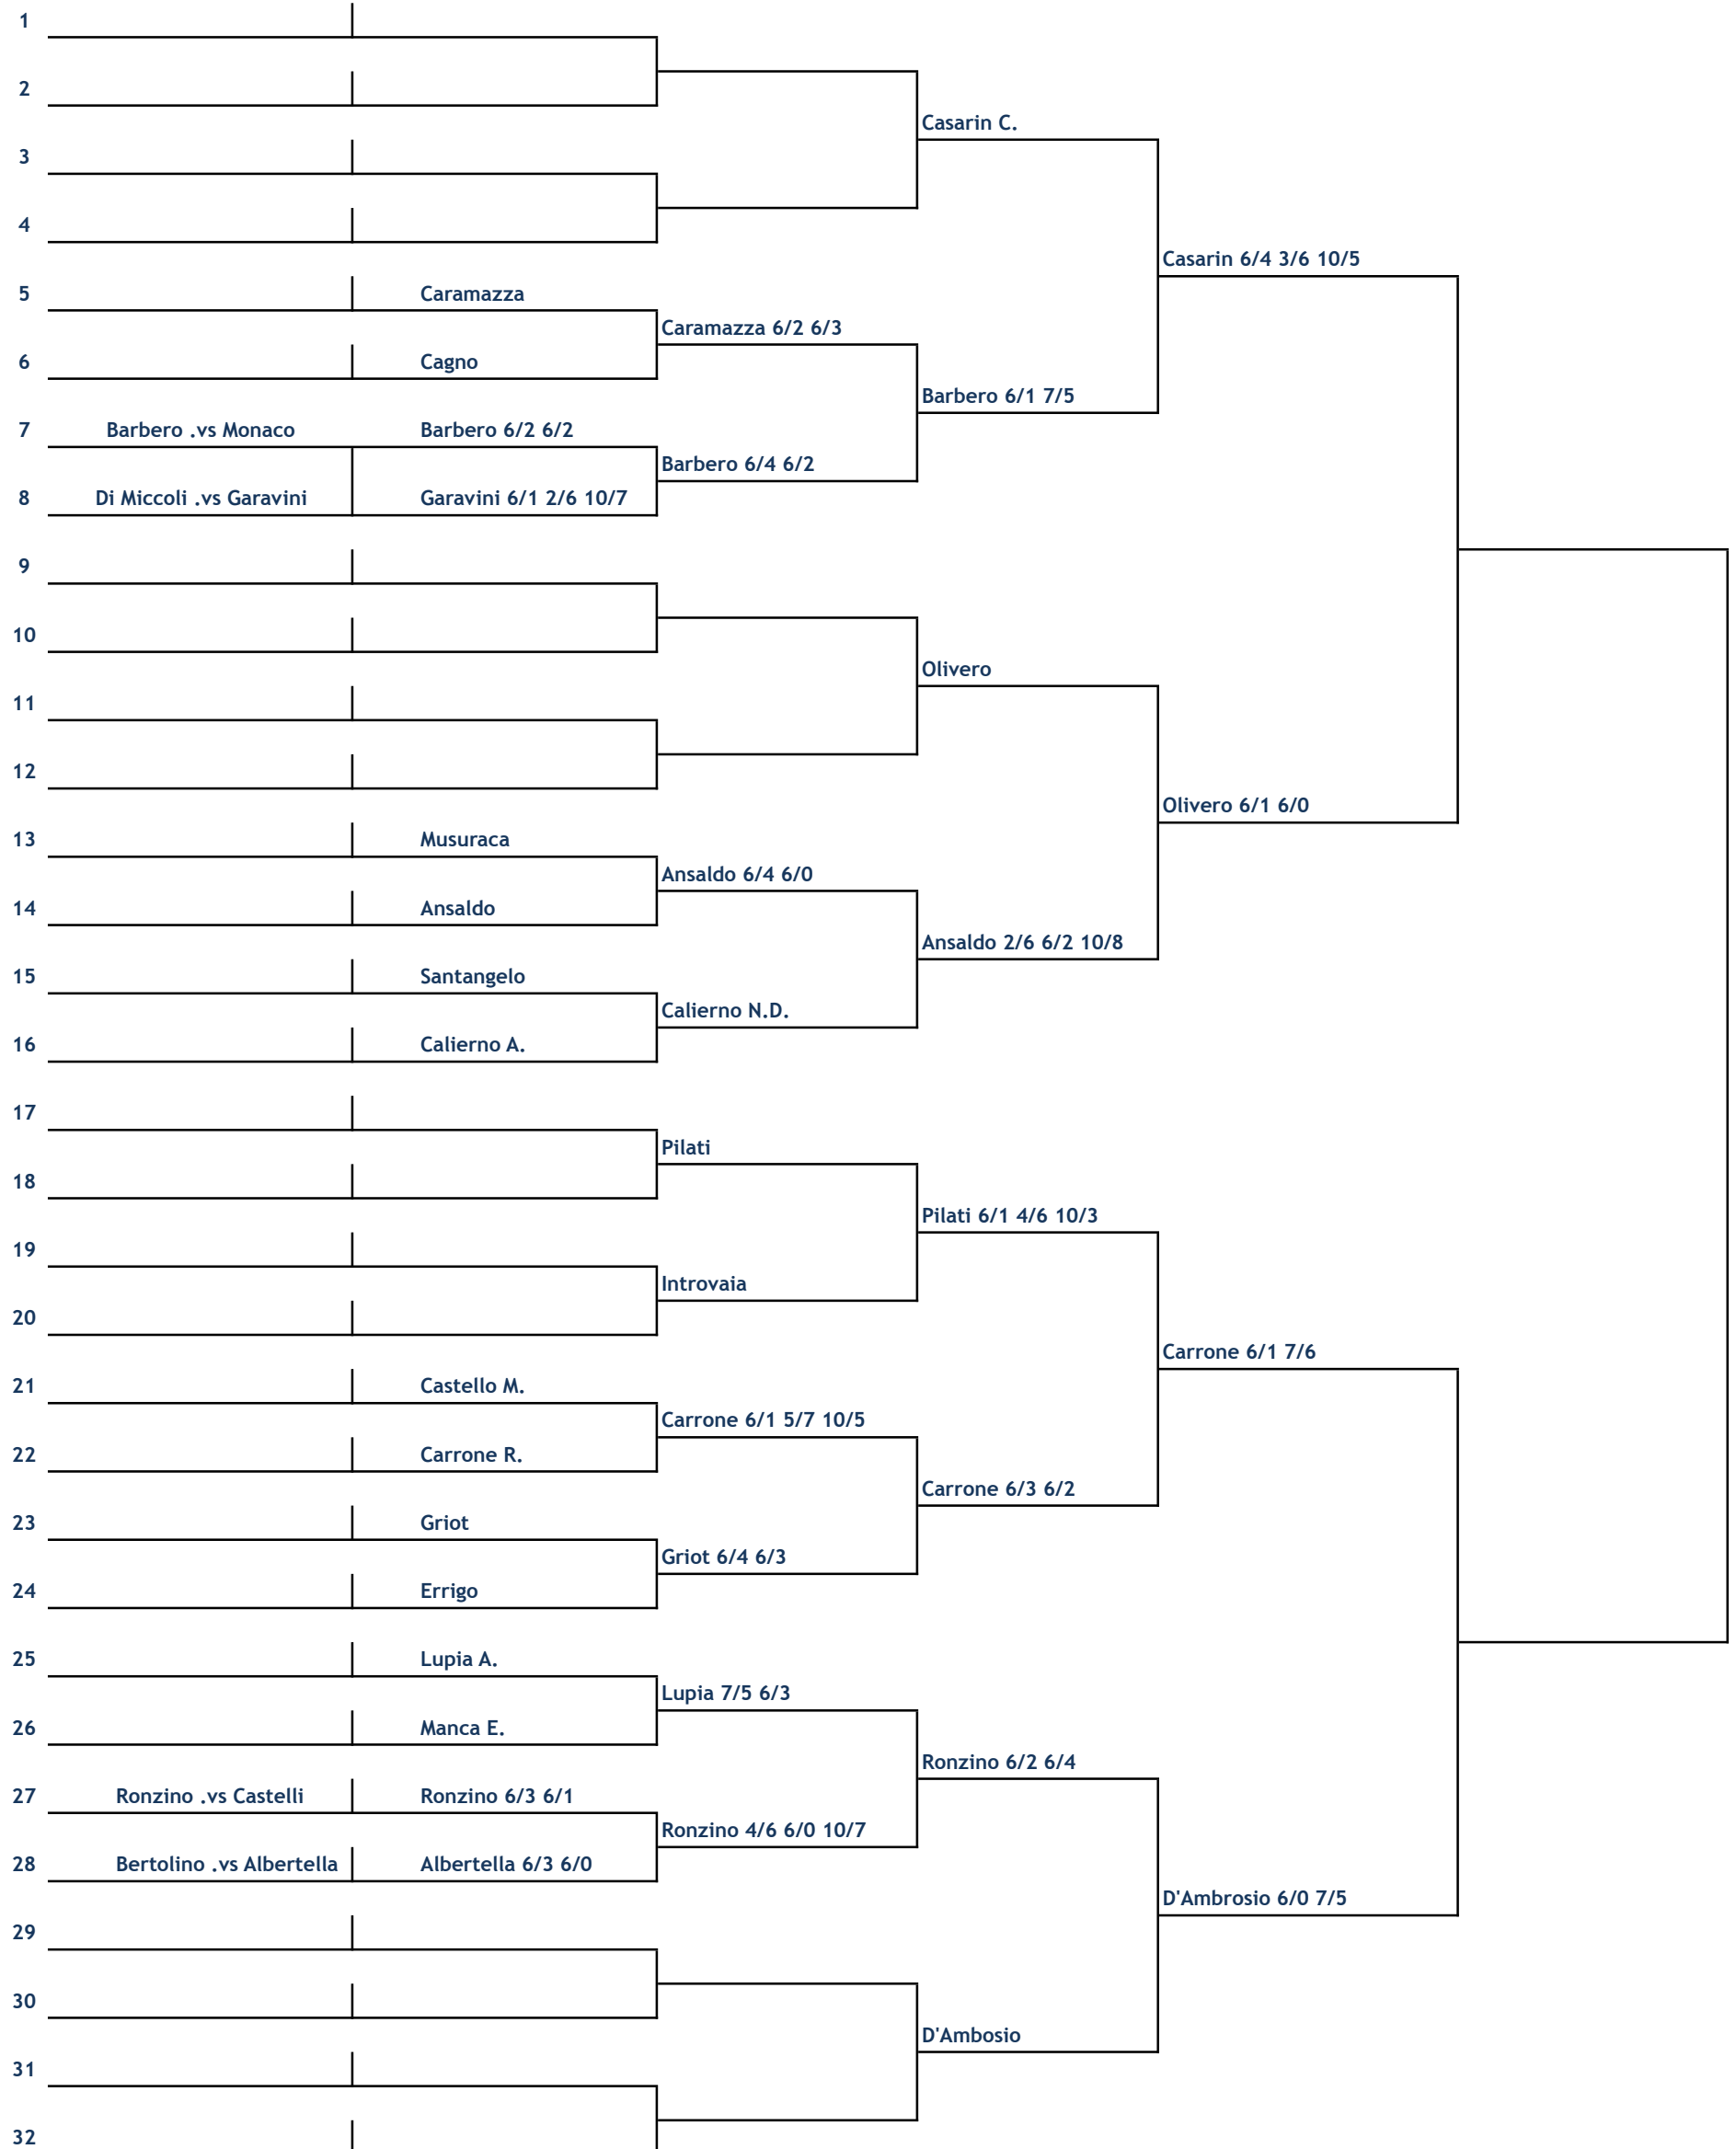 1
2
Casarin C.
3
4
Casarin 6/4 3/6 10/5
5 Caramazza
Caramazza 6/2 6/3
6 Cagno
Barbero 6/1 7/5
7 Barbero .vs Monaco Barbero 6/2 6/2
Barbero 6/4 6/2
8 Di Miccoli .vs Garavini Garavini 6/1 2/6 10/7
9
10
Olivero
11
12
Olivero 6/1 6/0
13 Musuraca
Ansaldo 6/4 6/0
14 Ansaldo
Ansaldo 2/6 6/2 10/8
15 Santangelo
Calierno N.D.
16 Calierno A.
17
Pilati
18
Pilati 6/1 4/6 10/3
19
Introvaia
20
Carrone 6/1 7/6
21 Castello M.
Carrone 6/1 5/7 10/5
22 Carrone R.
Carrone 6/3 6/2
23 Griot
Griot 6/4 6/3
24 Errigo
25 Lupia A.
Lupia 7/5 6/3
26 Manca E.
Ronzino 6/2 6/4
27 Ronzino .vs Castelli Ronzino 6/3 6/1
Ronzino 4/6 6/0 10/7
28 Bertolino .vs Albertella Albertella 6/3 6/0
D'Ambrosio 6/0 7/5
29
30
D'Ambosio
31
32